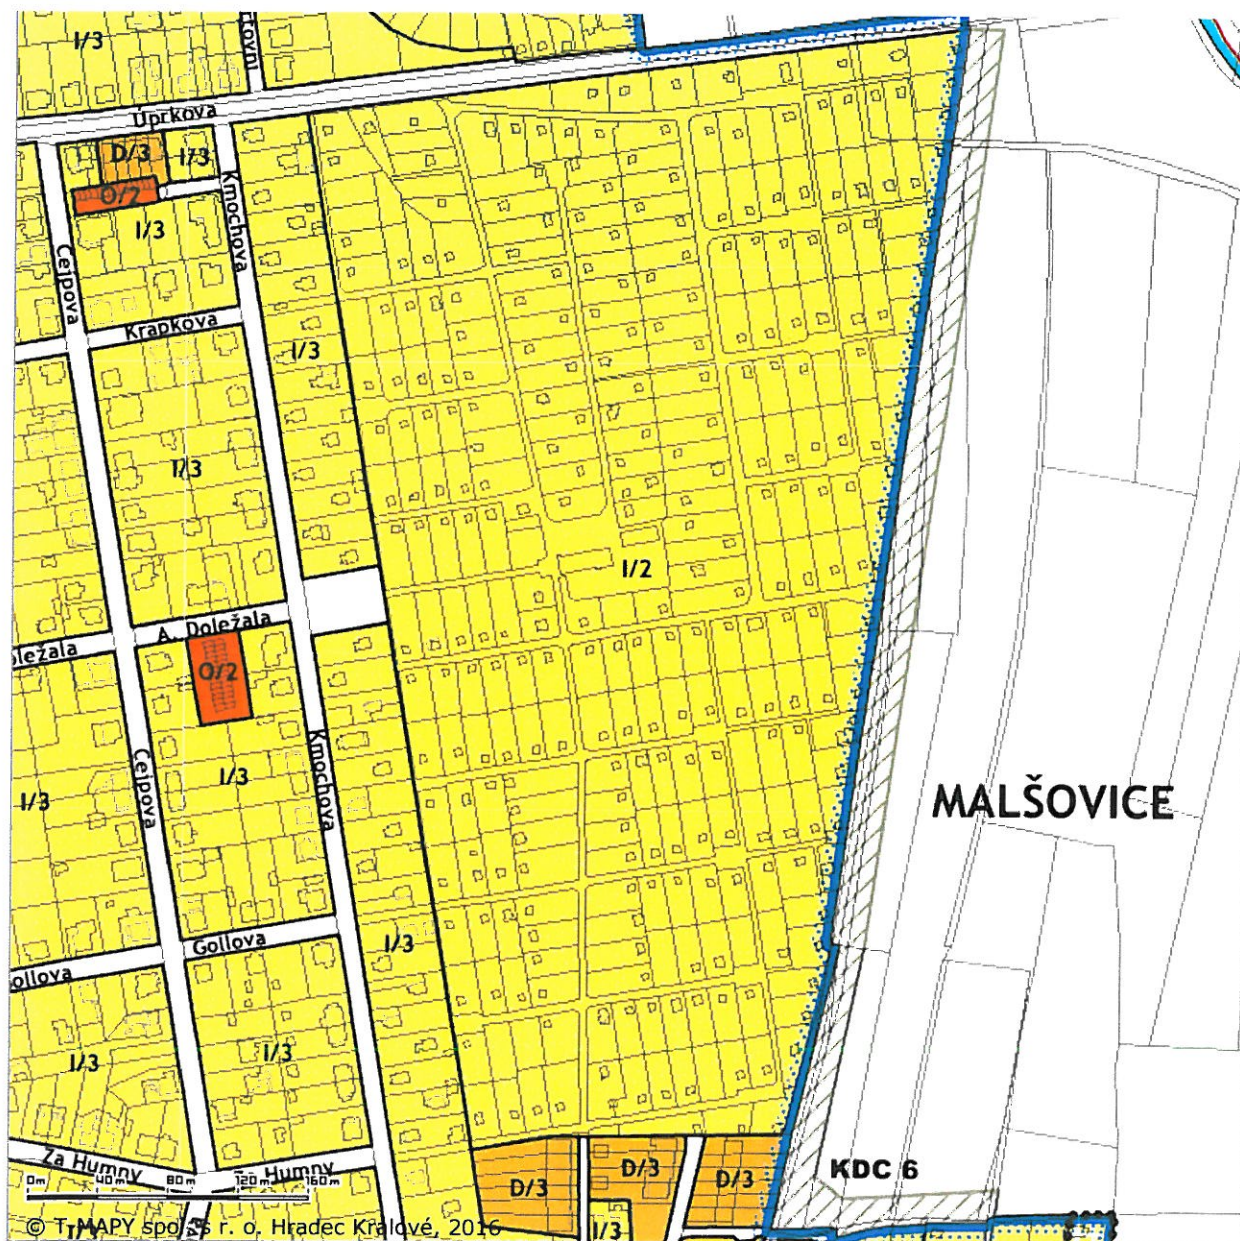 I/3
Úprkova
D/3
I/3
O/2
I/3
Kmochova
Cejpova
Krapkova
I/3
I/3
I/2
A. Doležala
O/2
Cejpova
I/3
Kmochova
I/3
MALŠOVICE
Gollova
I/3
I/3
I/3
Za Humny
Humny
D/3
D/3
D/3
KDC 6
I/3
0m 40m 80m 120m 160m
© T-MAPY spol. s r. o. Hradec Králové, 2016